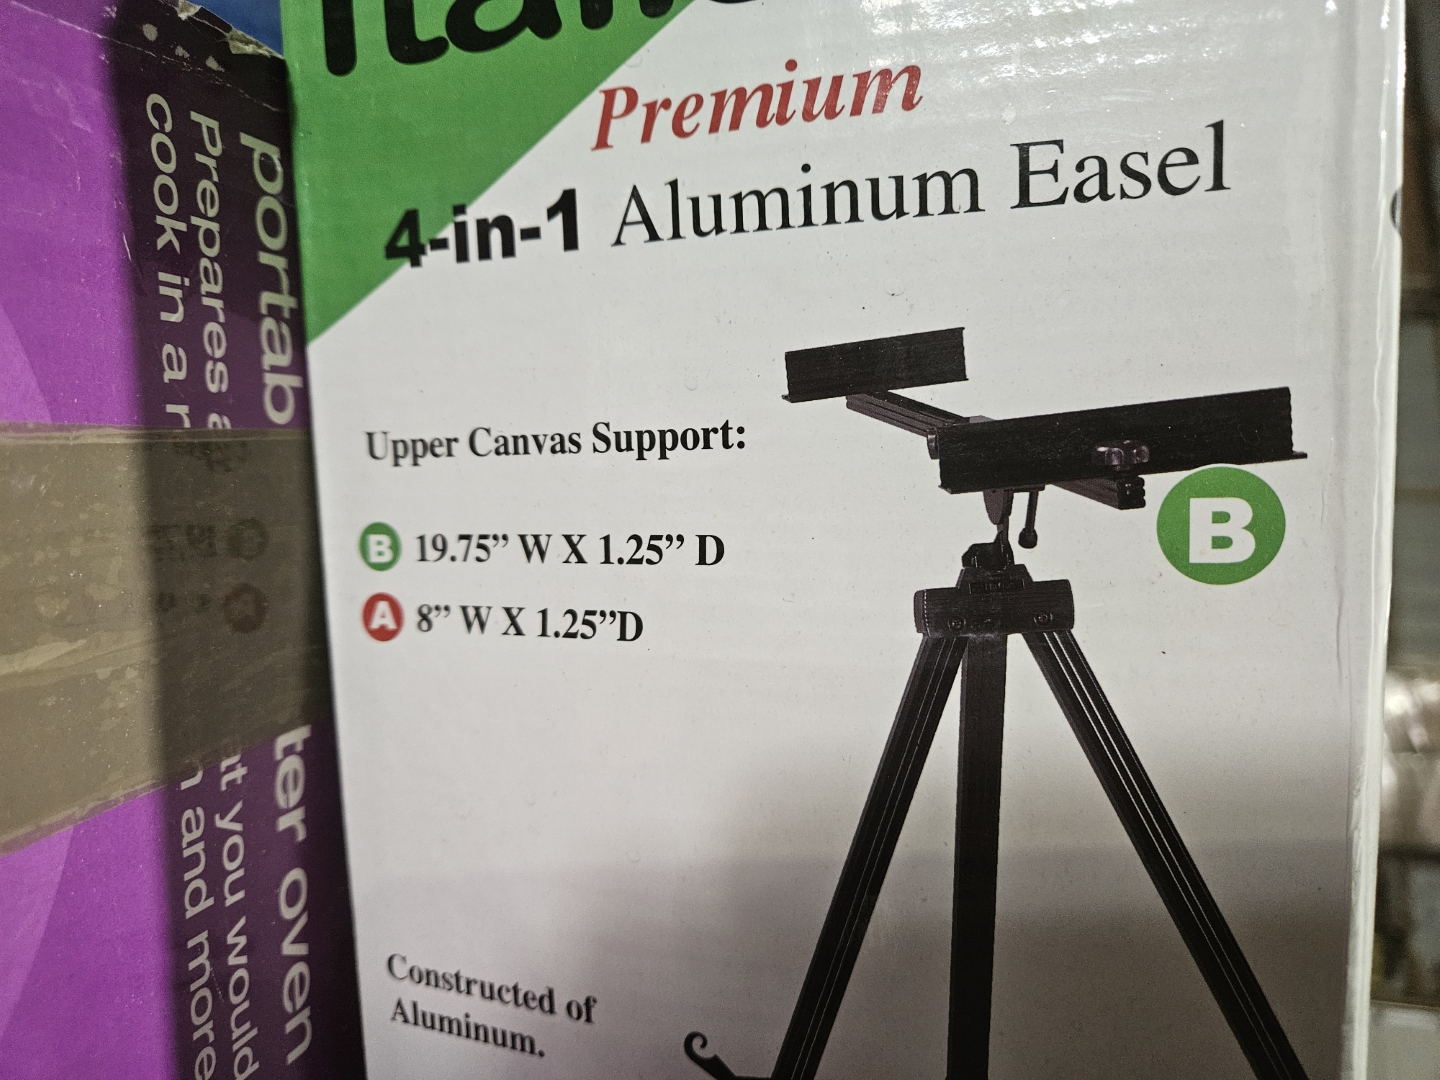 Premium
4-in-1 Aluminum Easel
Upper Canvas Support:
B 19.75” W X 1.25” D
A 8” W X 1.25”D
B
Constructed of
Aluminum.
portab
ter oven
Prepares
it you would
cook in a
and more